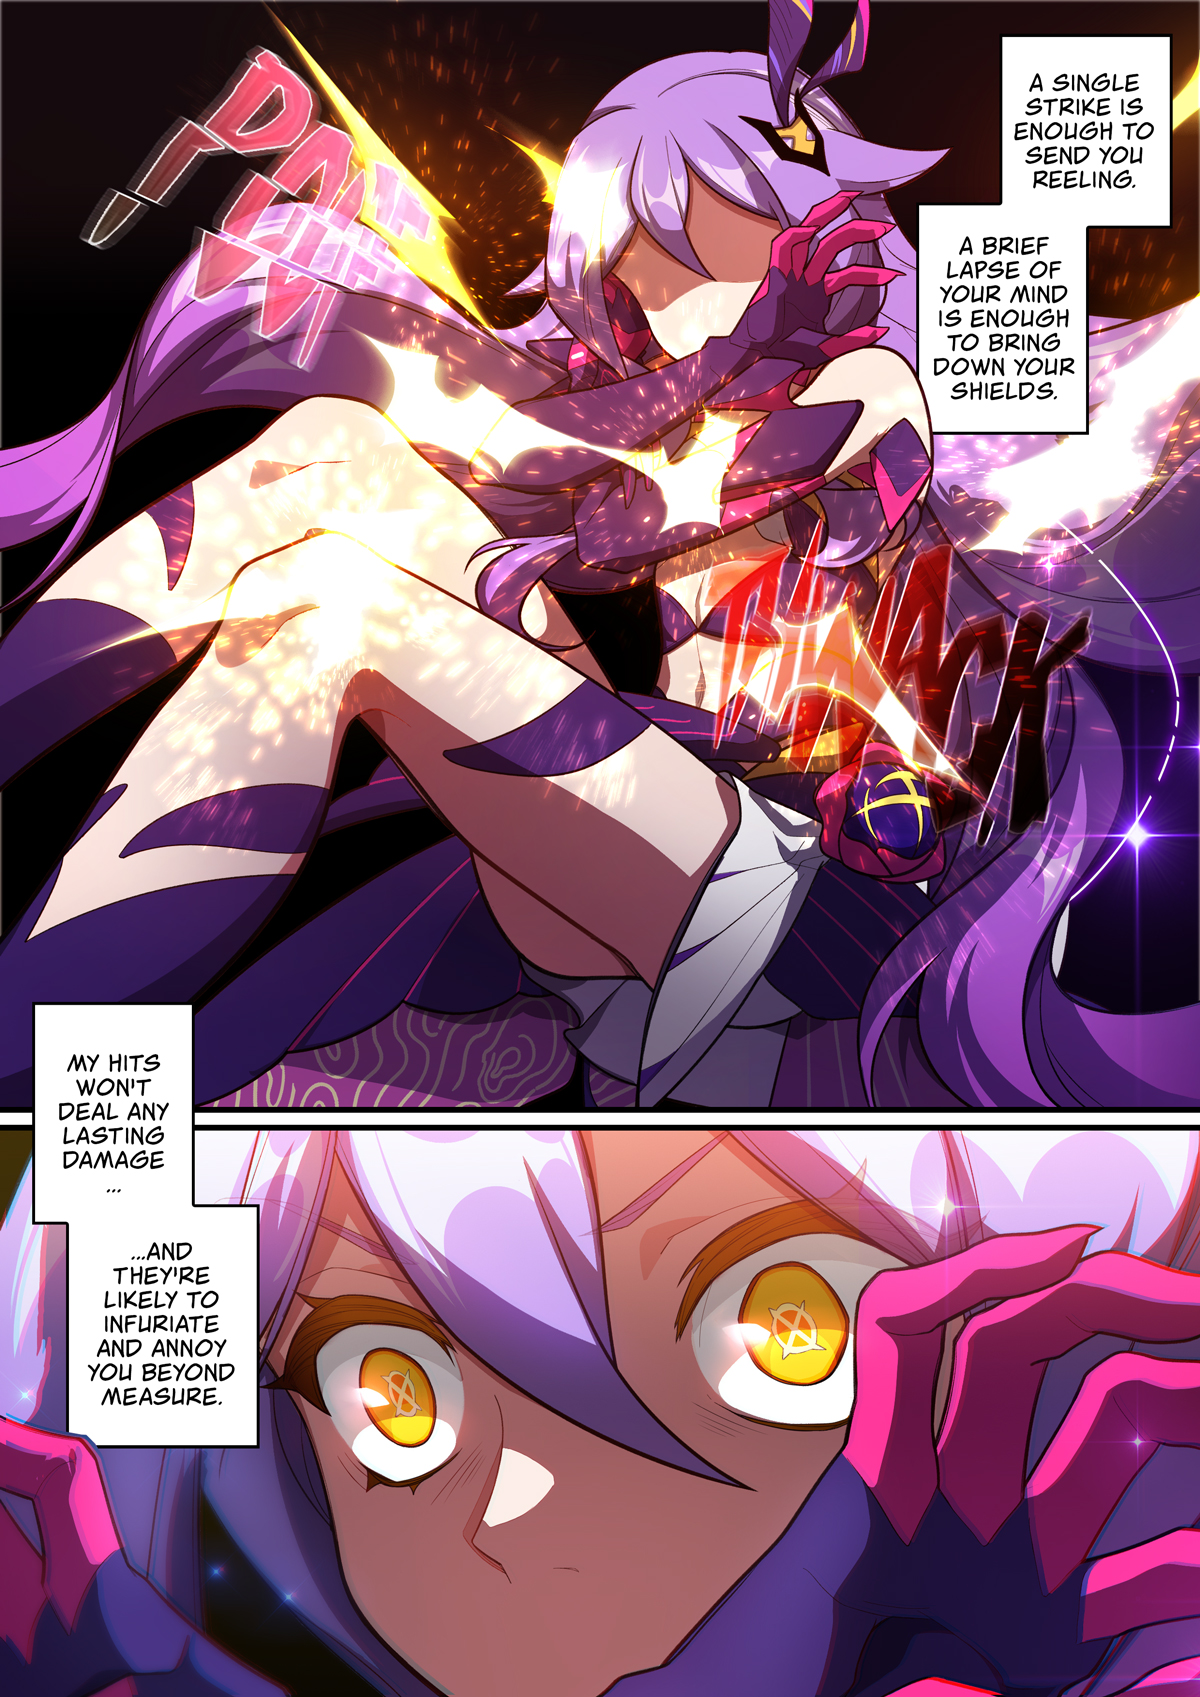 A SINGLE
STRIKE IS
ENOUGH TO
SEND YOU
REELING.
A BRIEF
LAPSE OF
YOUR MIND
IS ENOUGH
TO BRING
DOWN YOUR
SHIELDS.
THWACK
MY HITS
WON'T
DEAL ANY
LASTING
DAMAGE
...
...AND
THEY'RE
LIKELY TO
INFURIATE
AND ANNOY
YOU BEYOND
MEASURE.